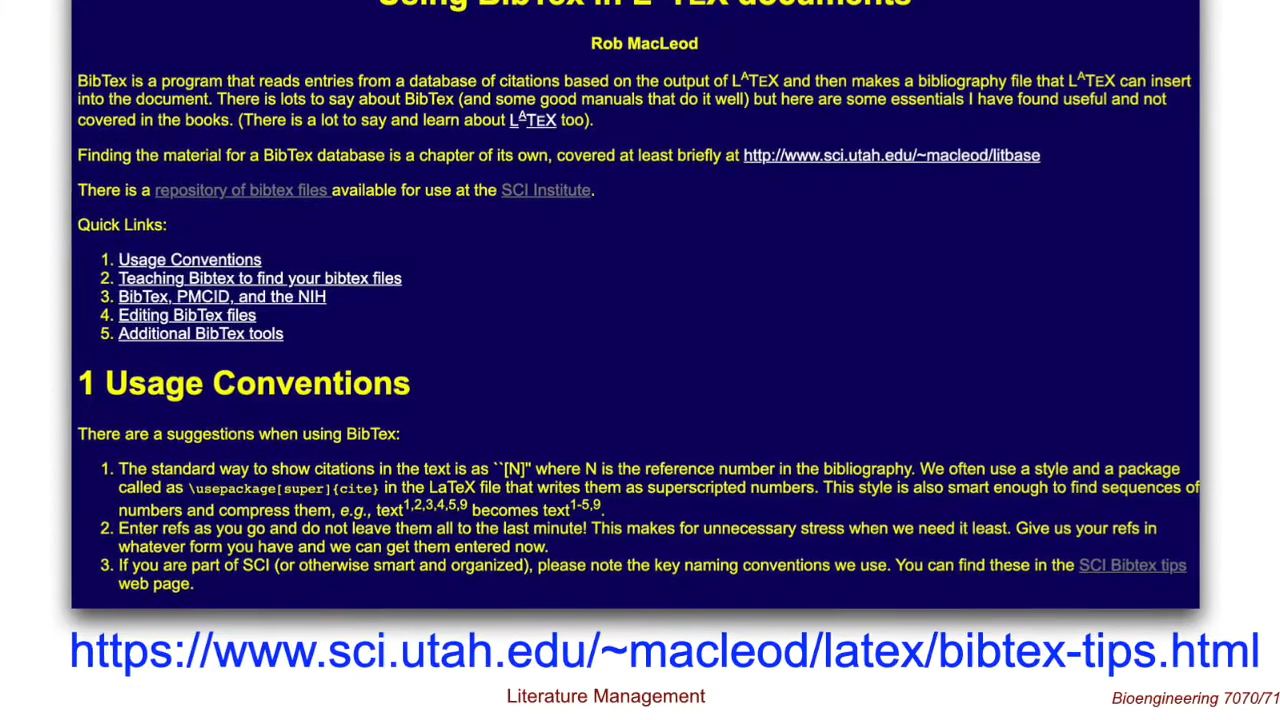 Using BibTex in LATEX documents
Rob MacLeod
BibTex is a program that reads entries from a database of citations based on the output of LATEX and then makes a bibliography file that LATEX can insert
into the document. There is lots to say about BibTex (and some good manuals that do it well) but here are some essentials I have found useful and not
covered in the books. (There is a lot to say and learn about LATEX too).
Finding the material for a BibTex database is a chapter of its own, covered at least briefly at http://www.sci.utah.edu/~macleod/litbase
There is a repository of bibtex files available for use at the SCI Institute.
Quick Links:
1. Usage Conventions
2. Teaching Bibtex to find your bibtex files
3. BibTex, PMCID, and the NIH
4. Editing BibTex files
5. Additional BibTex tools
1 Usage Conventions
There are a suggestions when using BibTex:
1. The standard way to show citations in the text is as ``[N]" where N is the reference number in the bibliography. We often use a style and a package
called as \usepackage[super]{cite} in the LaTeX file that writes them as superscripted numbers. This style is also smart enough to find sequences of
numbers and compress them, e.g., text1,2,3,4,5,9 becomes text1-5,9.
2. Enter refs as you go and do not leave them all to the last minute! This makes for unnecessary stress when we need it least. Give us your refs in
whatever form you have and we can get them entered now.
3. If you are part of SCI (or otherwise smart and organized), please note the key naming conventions we use. You can find these in the SCI Bibtex tips
web page.
https://www.sci.utah.edu/~macleod/latex/bibtex-tips.html
Literature Management
Bioengineering 7070/71